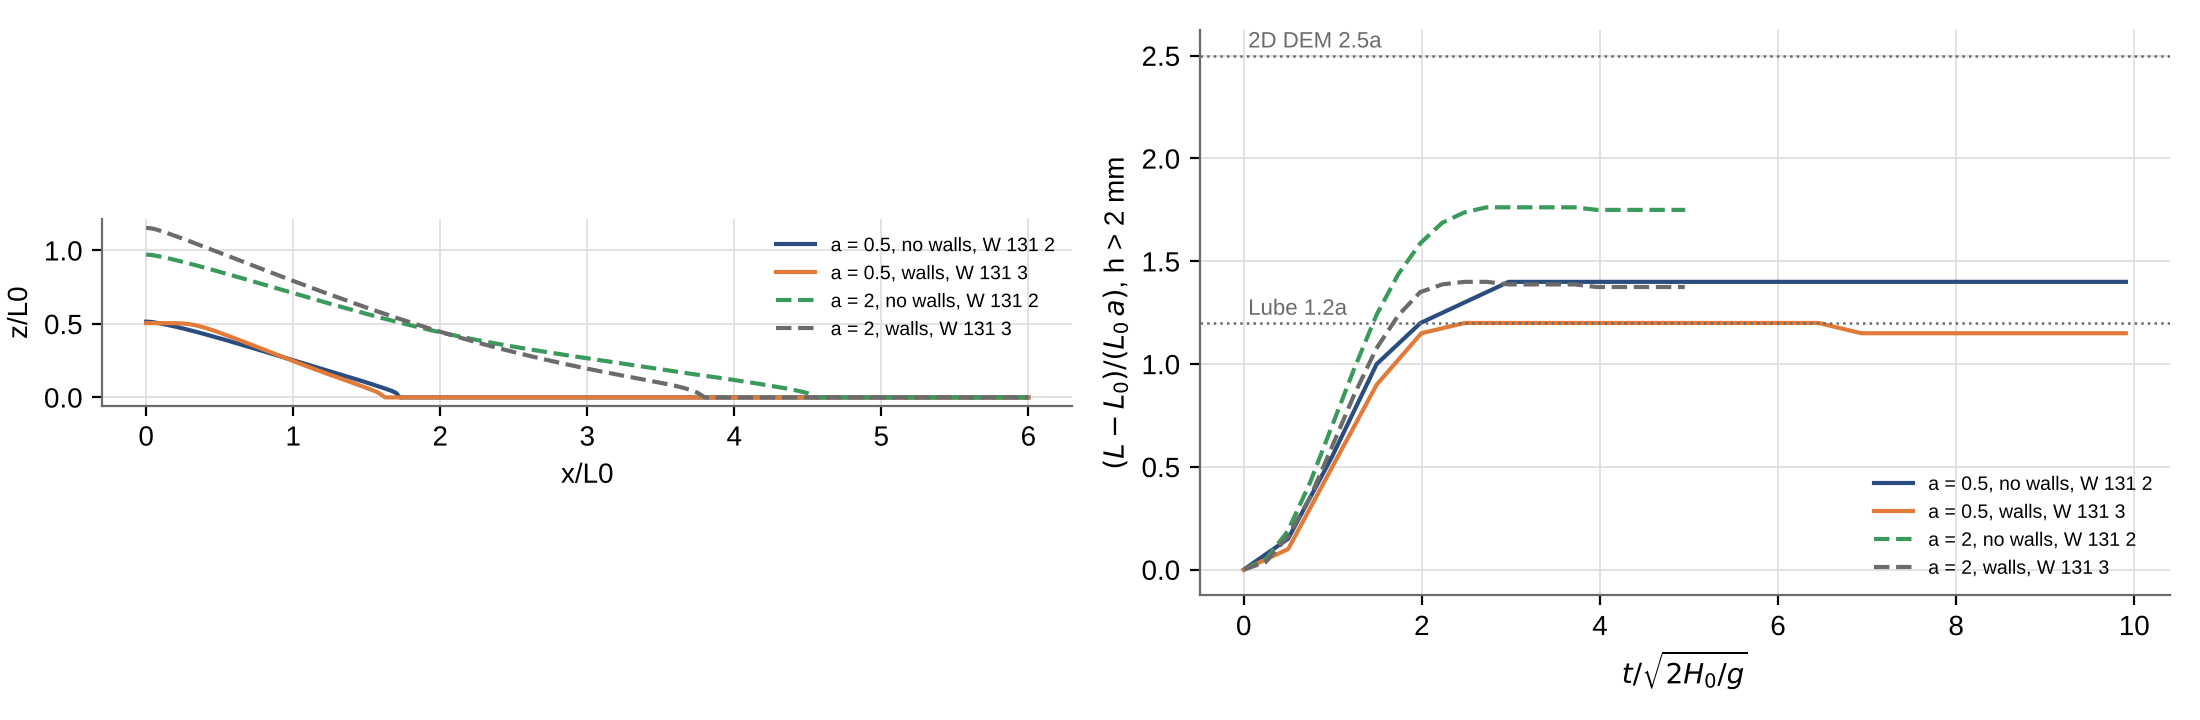 z/L0
1.0
0.5
0.0
0 1 2 3 4 5 6
x/L0
a = 0.5, no walls, W 131 2
a = 0.5, walls, W 131 3
a = 2, no walls, W 131 2
a = 2, walls, W 131 3
(L − L₀)/(L₀ a), h > 2 mm
2.5
2.0
1.5
1.0
0.5
0.0
2D DEM 2.5a
Lube 1.2a
a = 0.5, no walls, W 131 2
a = 0.5, walls, W 131 3
a = 2, no walls, W 131 2
a = 2, walls, W 131 3
0 2 4 6 8 10
t/√2H₀/g